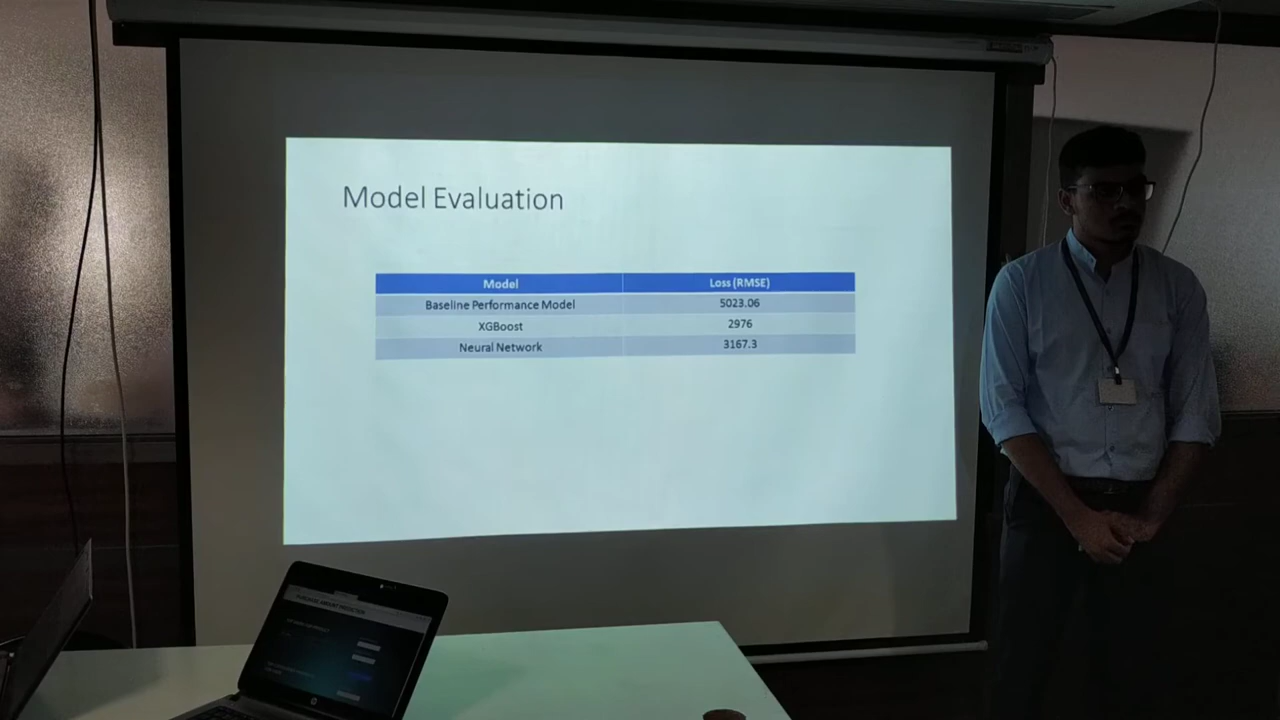 Model Evaluation
Model Loss (RMSE)
Baseline Performance Model 5023.06
XGBoost 2976
Neural Network 3167.3